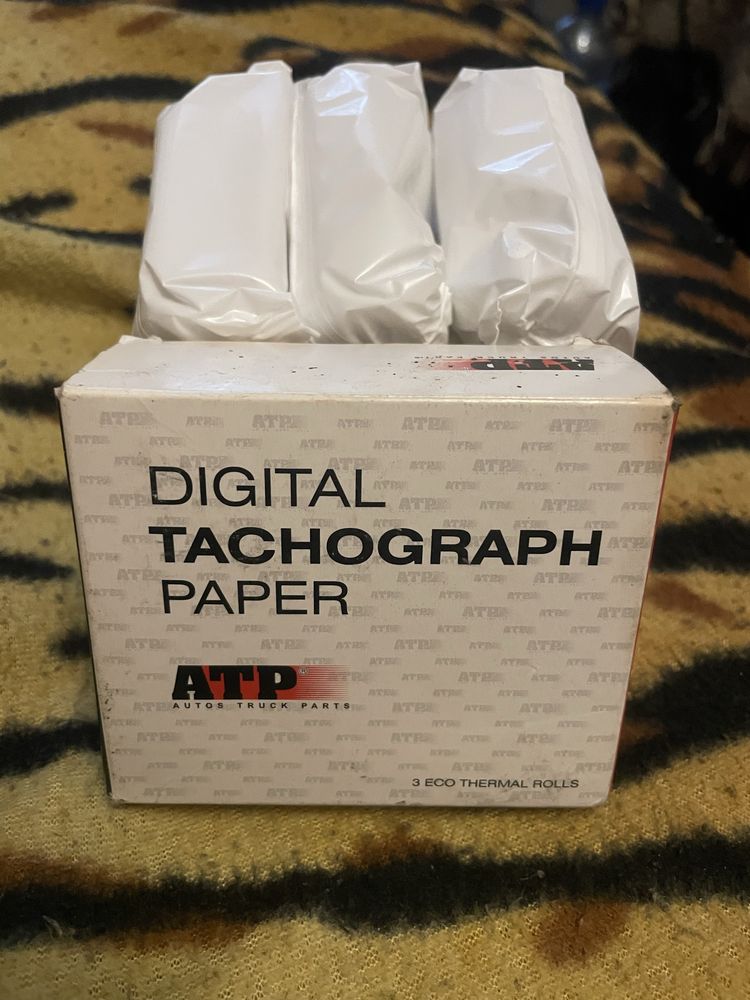 DIGITAL
TACHOGRAPH
PAPER
ATP®
AUTOS TRUCK PARTS
3 ECO THERMAL ROLLS